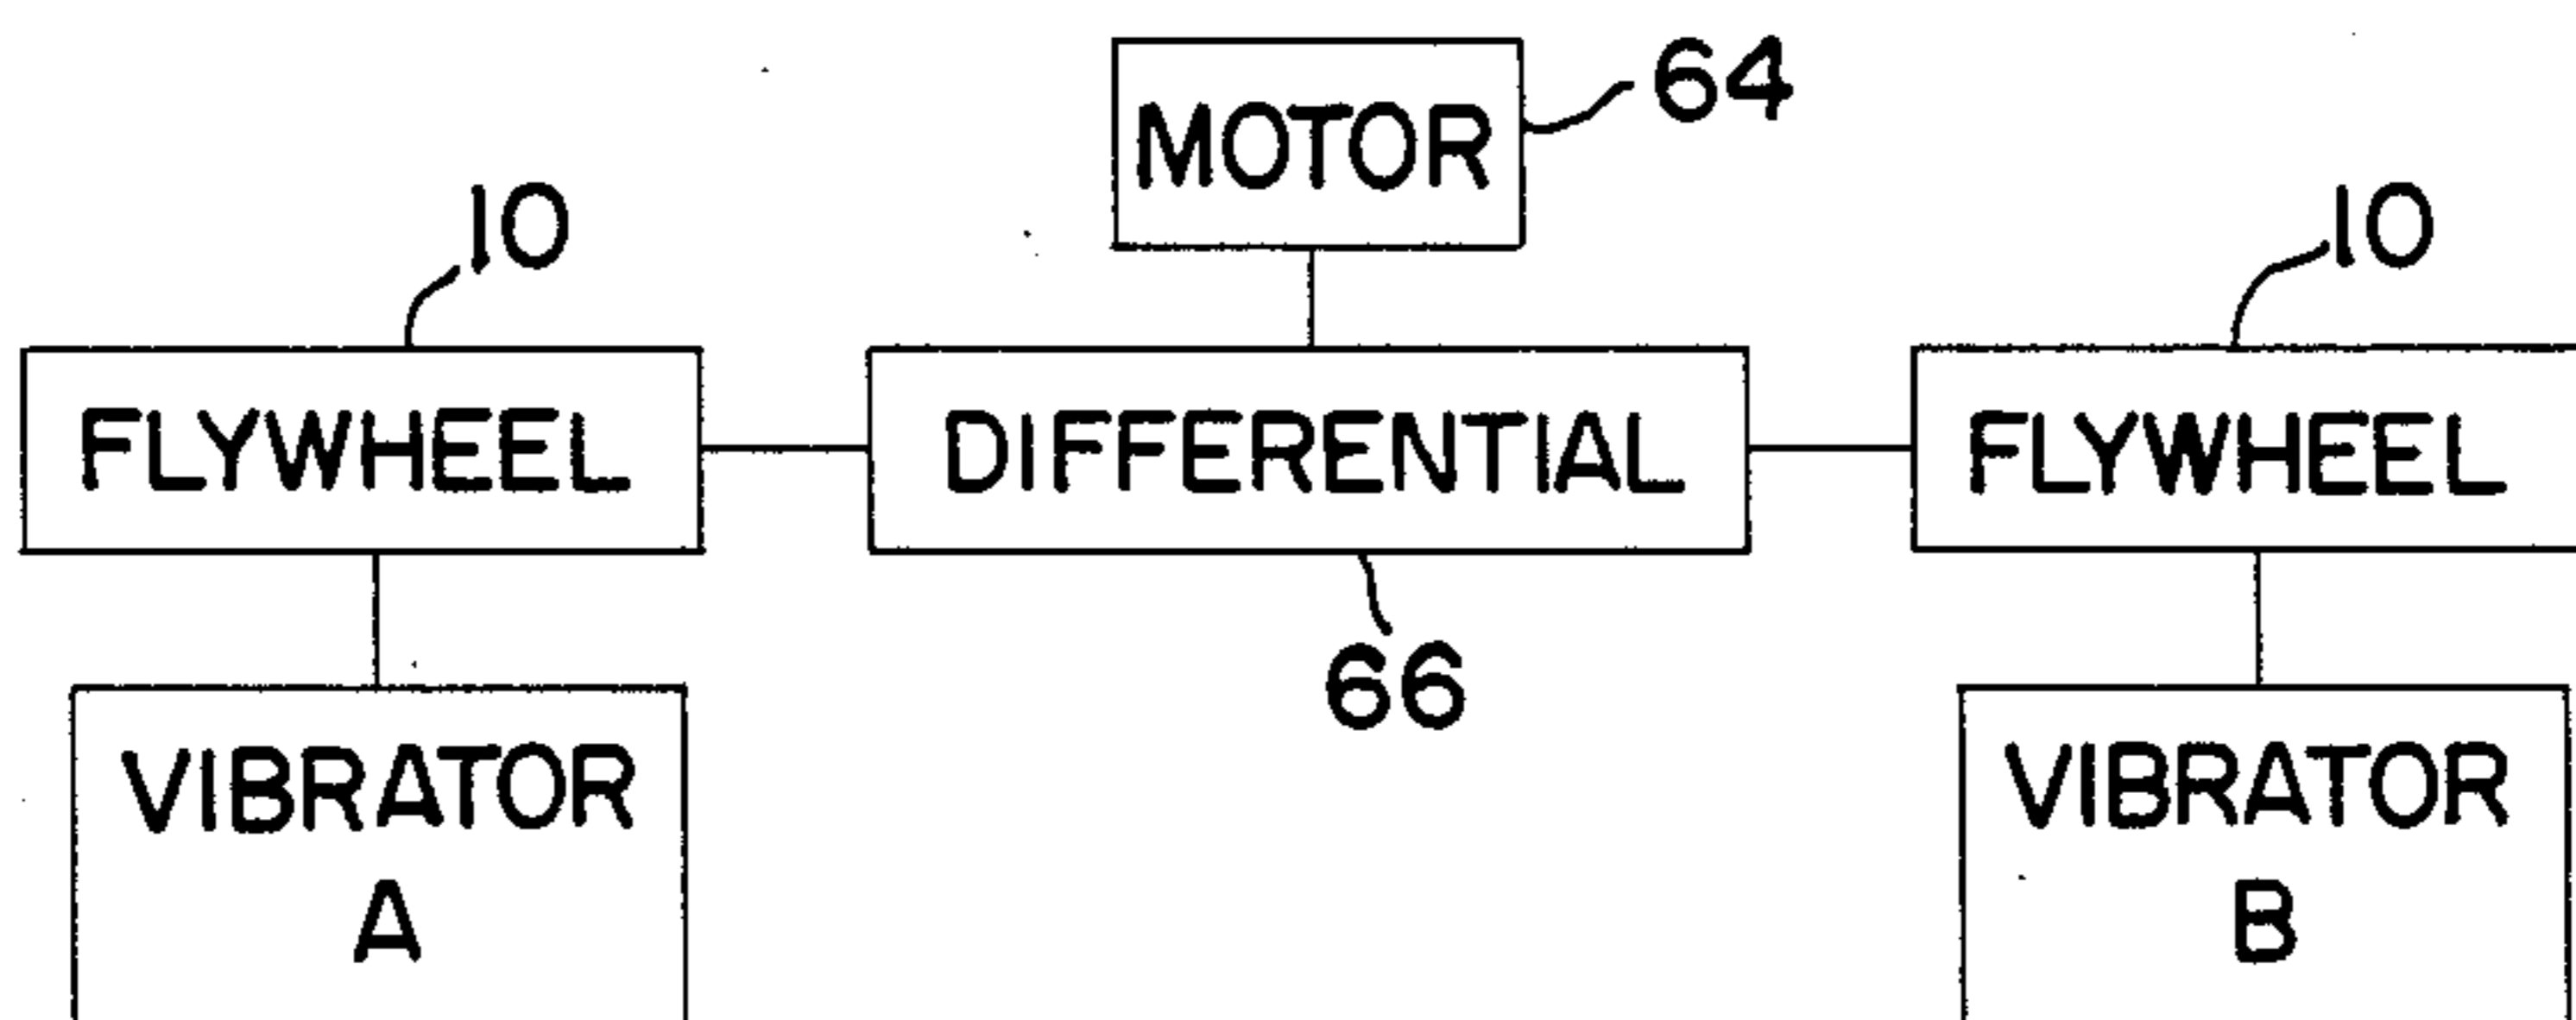 MOTOR
64
10
10
FLYWHEEL
DIFFERENTIAL
FLYWHEEL
66
VIBRATOR
A
VIBRATOR
B